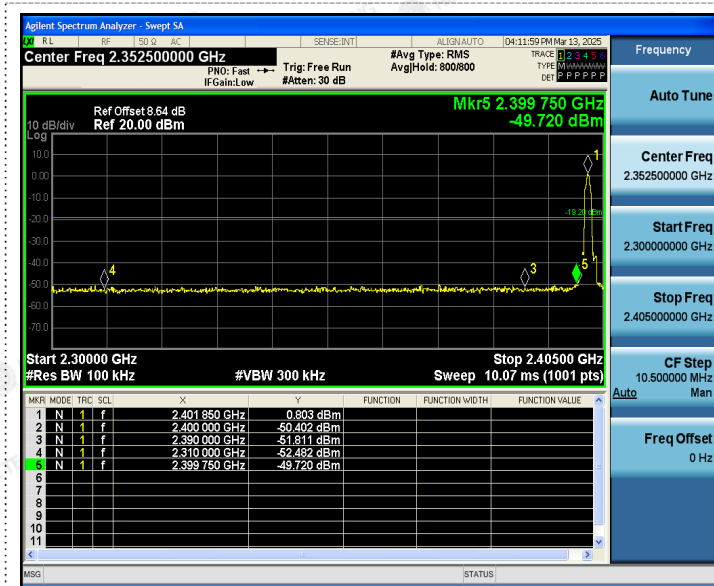 Agilent Spectrum Analyzer - Swept SA
RL RF 50 Ω AC SENSE:INT ALIGN AUTO 04:11:59 PM Mar 13, 2025
Center Freq 2.352500000 GHz
PNO: Fast
IFGain:Low
Trig: Free Run
#Atten: 30 dB
#Avg Type: RMS
Avg|Hold: 800/800
TRACE 1 2 3 4 5 6
TYPE M
DET P P P P P P
Mkr5 2.399 750 GHz
-49.720 dBm
Ref Offset 8.64 dB
Ref 20.00 dBm
10 dB/div
Log
10.0
0.00
-10.0
-20.0
-30.0
-40.0
-50.0
-60.0
-70.0
1
-19.20 dBm
4
3
5
Start 2.30000 GHz Stop 2.40500 GHz
#Res BW 100 kHz #VBW 300 kHz Sweep 10.07 ms (1001 pts)
MKR MODE TRC SCL X Y FUNCTION FUNCTION WIDTH FUNCTION VALUE
1 N 1 f 2.401 850 GHz 0.803 dBm
2 N 1 f 2.400 000 GHz -50.402 dBm
3 N 1 f 2.390 000 GHz -51.811 dBm
4 N 1 f 2.310 000 GHz -52.482 dBm
5 N 1 f 2.399 750 GHz -49.720 dBm
6
7
8
9
10
11
MSG STATUS
Frequency
Auto Tune
Center Freq
2.352500000 GHz
Start Freq
2.300000000 GHz
Stop Freq
2.405000000 GHz
CF Step
10.500000 MHz
Auto Man
Freq Offset
0 Hz